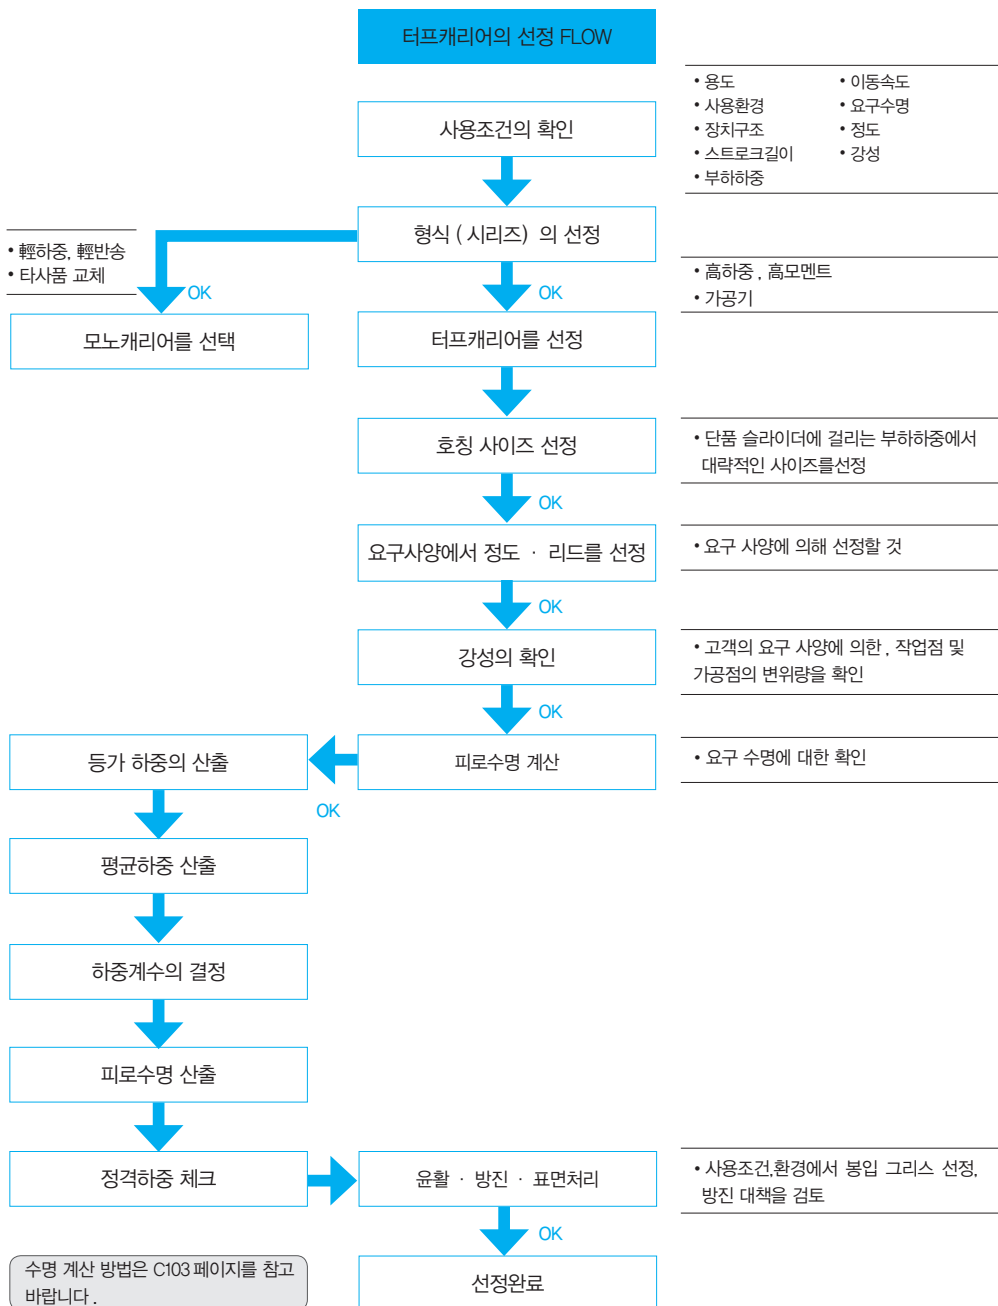 터프캐리어의 선정 FLOW
사용조건의 확인
• 용도
• 사용환경
• 장치구조
• 스트로크길이
• 부하하중
• 이동속도
• 요구수명
• 정도
• 강성
형식 ( 시리즈 ) 의 선정
• 輕하중, 輕반송
• 타사품 교체
OK
OK
• 高하중 , 高모멘트
• 가공기
모노캐리어를 선택
터프캐리어를 선정
호칭 사이즈 선정
• 단품 슬라이더에 걸리는 부하하중에서
대략적인 사이즈를선정
OK
요구사양에서 정도 · 리드를 선정
• 요구 사양에 의해 선정할 것
OK
강성의 확인
• 고객의 요구 사양에 의한 , 작업점 및
가공점의 변위량을 확인
OK
피로수명 계산
• 요구 수명에 대한 확인
OK
등가 하중의 산출
평균하중 산출
하중계수의 결정
피로수명 산출
정격하중 체크
윤활 · 방진 · 표면처리
• 사용조건,환경에서 봉입 그리스 선정,
방진 대책을 검토
OK
선정완료
수명 계산 방법은 C103 페이지를 참고
바랍니다 .